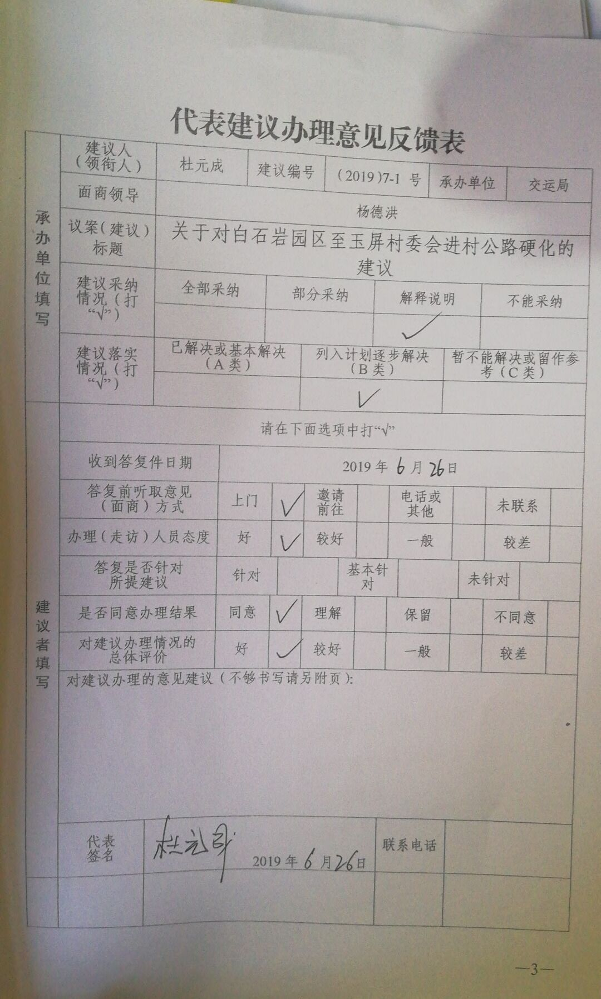 代表建议办理意见反馈表
承办单位填写
建议人
（领衔人）
杜元成
建议编号
（2019)7-1 号
承办单位
交运局
面商领导
杨德洪
议案（建议）
标题
关于对白石岩园区至玉屏村委会进村公路硬化的
建议
建议采纳
情况（打
“√”）
全部采纳
部分采纳
解释说明
不能采纳
√
建议落实
情况（打
“√”）
已解决或基本解决
（A 类）
列入计划逐步解决
（B 类）
暂不能解决或留作参
考（C 类）
√
建议者填写
请在下面选项中打“√”
收到答复件日期
2019 年 6 月 26 日
答复前听取意见
（面商）方式
上门
√
邀请
前往
电话或
其他
未联系
办理（走访）人员态度
好
√
较好
一般
较差
答复是否针对
所提建议
针对
基本针
对
未针对
是否同意办理结果
同意
√
理解
保留
不同意
对建议办理情况的
总体评价
好
√
较好
一般
较差
对建议办理的意见建议（不够书写请另附页）：
代表
签名
杜元成
2019 年 6 月 26 日
联系电话
—3—